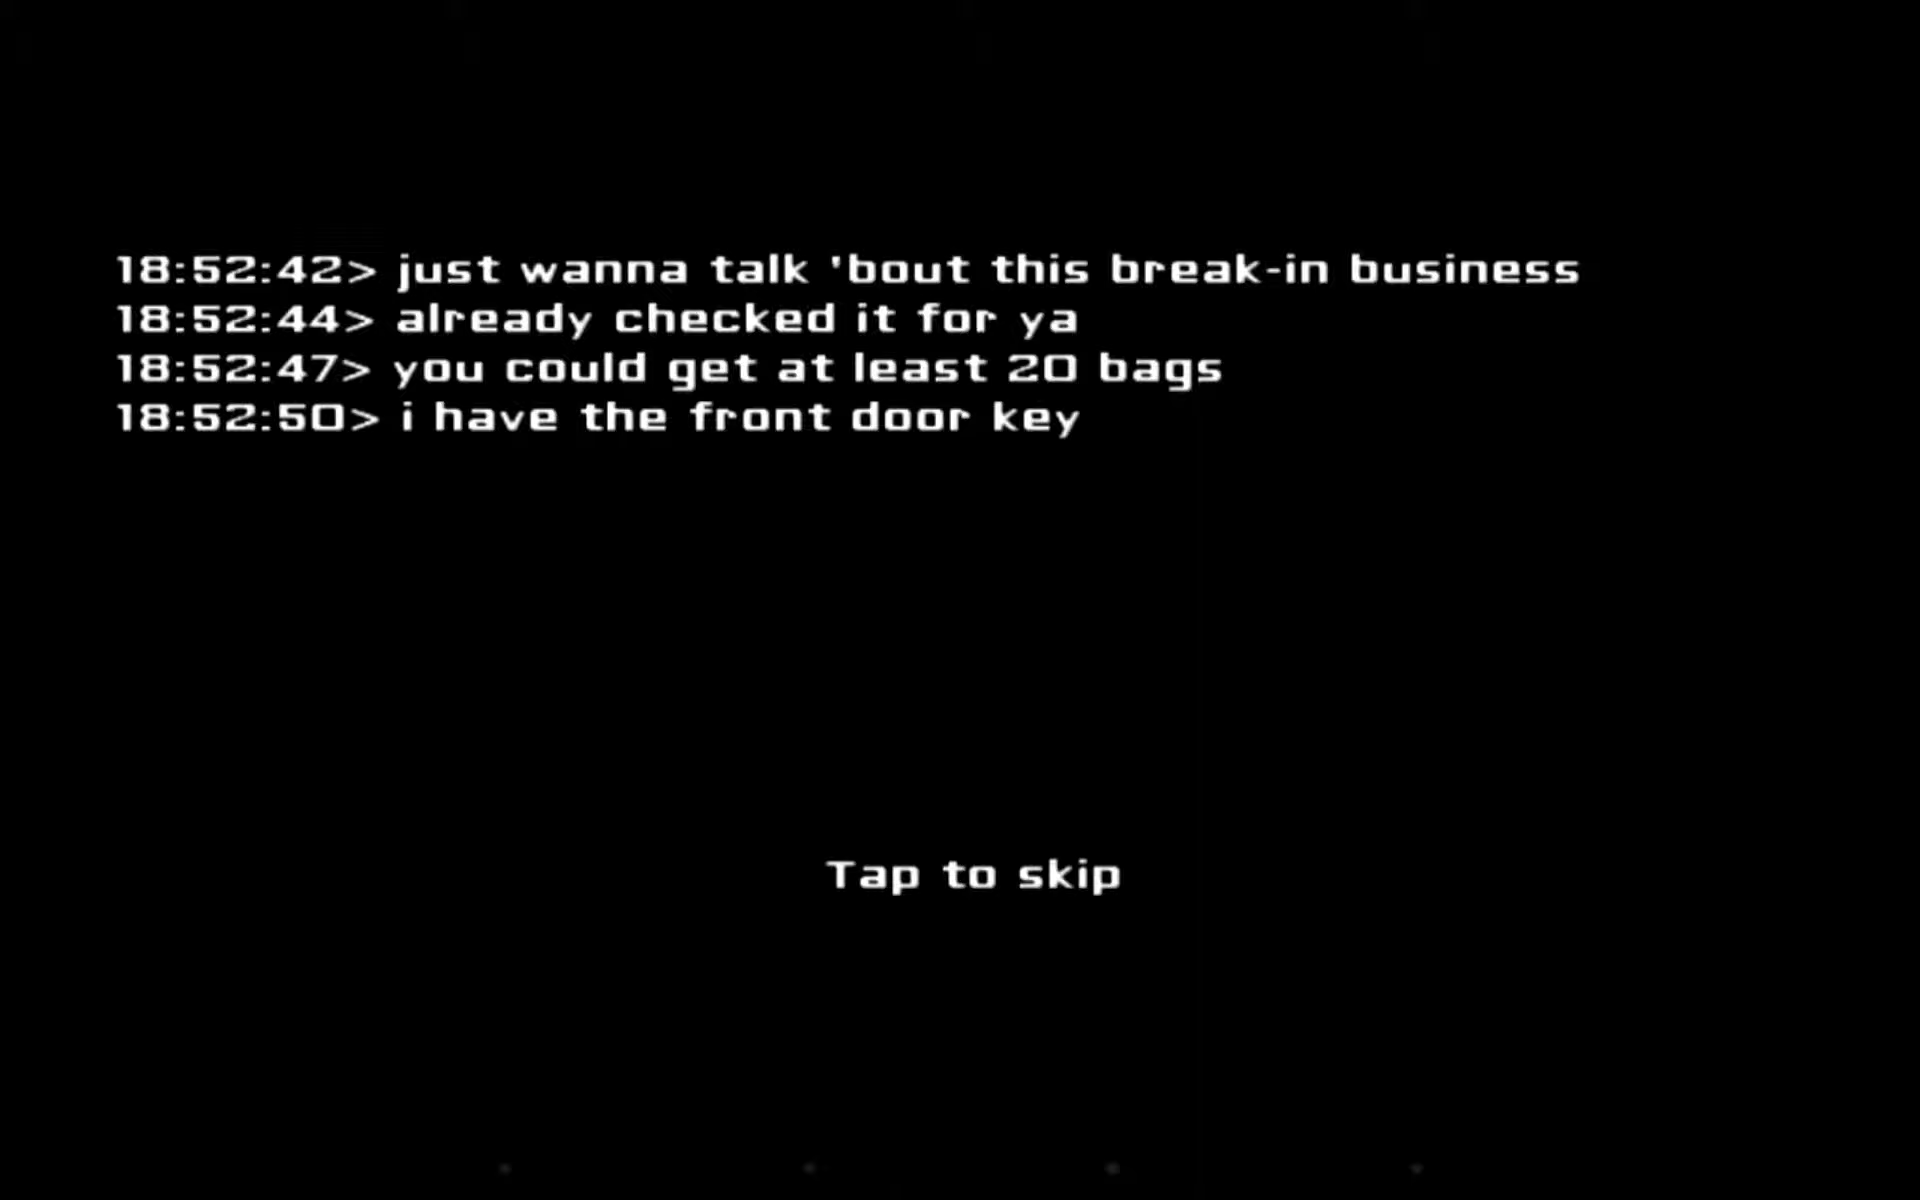 18:52:42> just wanna talk 'bout this break-in business
18:52:44> already checked it for ya
18:52:47> you could get at least 20 bags
18:52:50> i have the front door key
Tap to skip